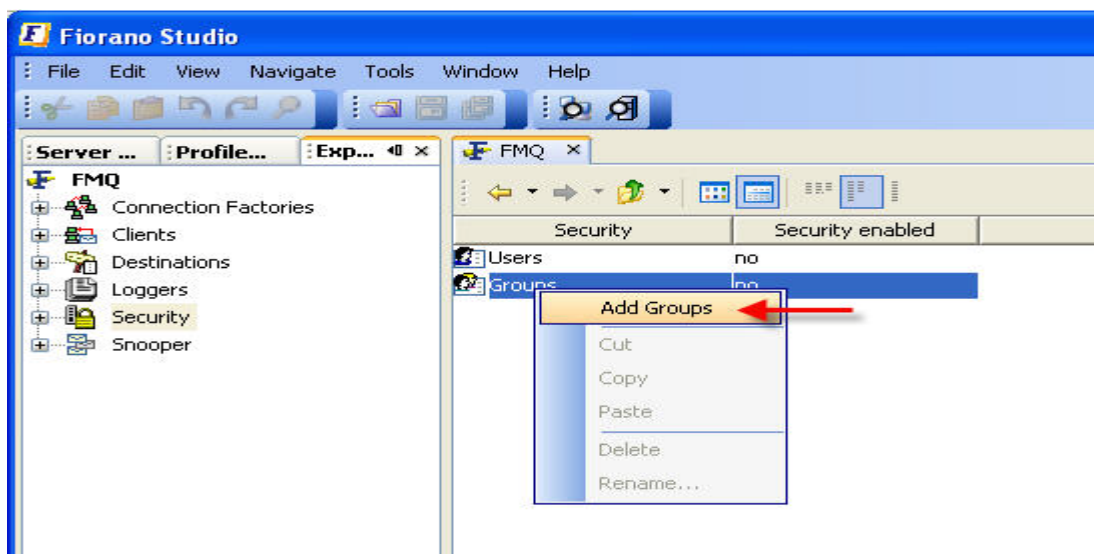 Fiorano Studio
File Edit View Navigate Tools Window Help
Server ... Profile... Exp... FMQ
FMQ
Connection Factories
Clients
Destinations
Loggers
Security
Snooper
Security Security enabled
Users no
Groups no
Add Groups
Cut
Copy
Paste
Delete
Rename...